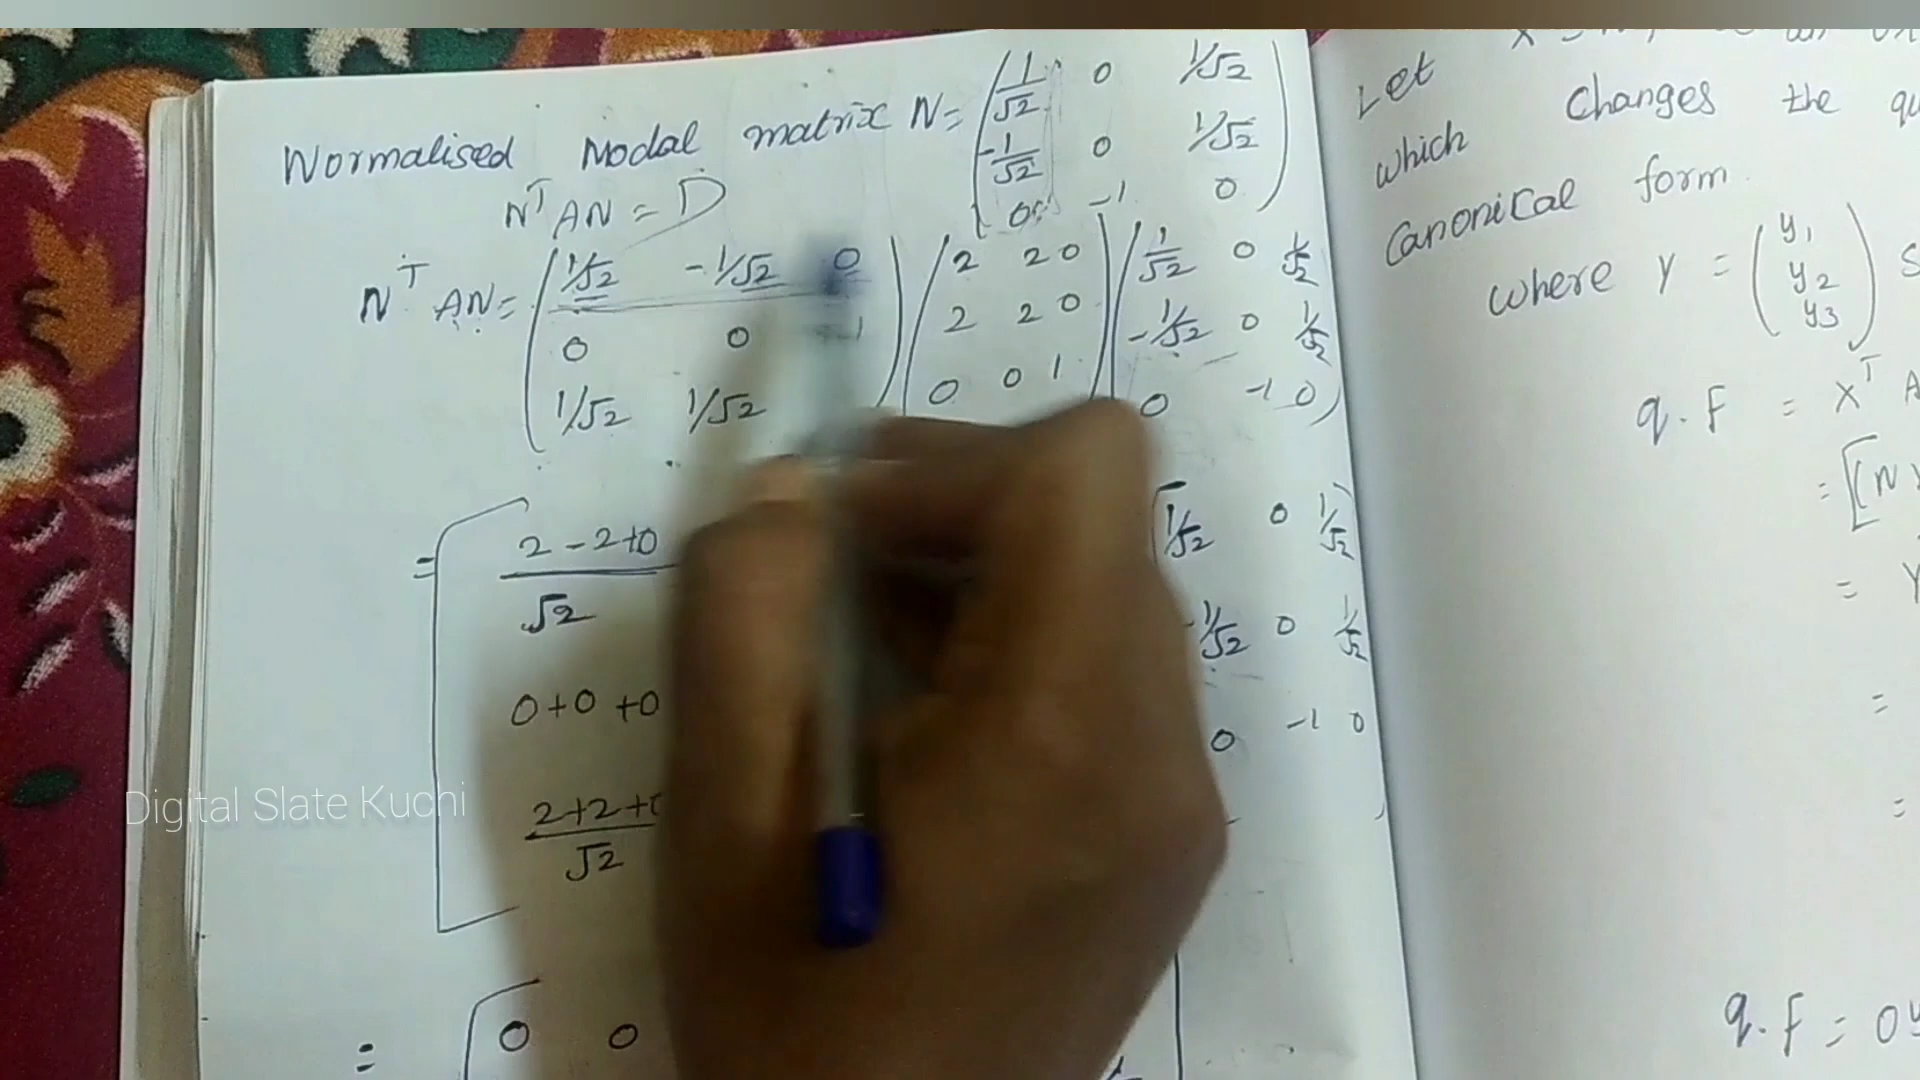 Normalised Modal matrix N = (1/√2 0 1/√2
-1/√2 0 1/√2
0 -1 0)
Nᵀ AN = D
Nᵀ AN = (1/√2 -1/√2 0) (2 2 0) (1/√2 0 1/√2
0 0 -1 2 2 0 -1/√2 0 1/√2
1/√2 1/√2 0 0 1 0 -1 0)
= [2-2+0/√2 [1/√2 0 1/√2]
0+0+0 -1/√2 0 1/√2
2+2+0/√2 0 -1 0
= [0 0
Digital Slate Kuchi
Let
which changes the
Canonical form
where Y = (y₁
y₂
y₃)
q.F = Xᵀ A
= [(N
= Y
=
=
q.F = 0y